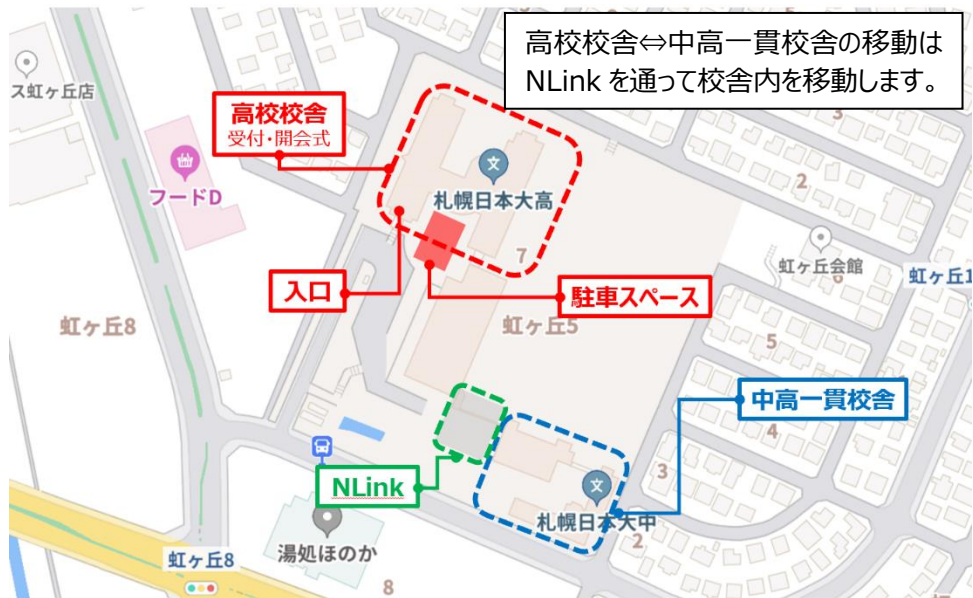 高校校舎⇔中高一貫校舎の移動は
NLink を通って校舎内を移動します。
ス虹ヶ丘店
高校校舎
受付・開会式
3
2
フードD
札幌日本大高
7
虹ヶ丘会館
6
虹ヶ丘1
入口
駐車スペース
虹ヶ丘8
虹ヶ丘5
5
中高一貫校舎
4
3
NLink
札幌日本大中
2
湯処ほのか
虹ヶ丘8
8